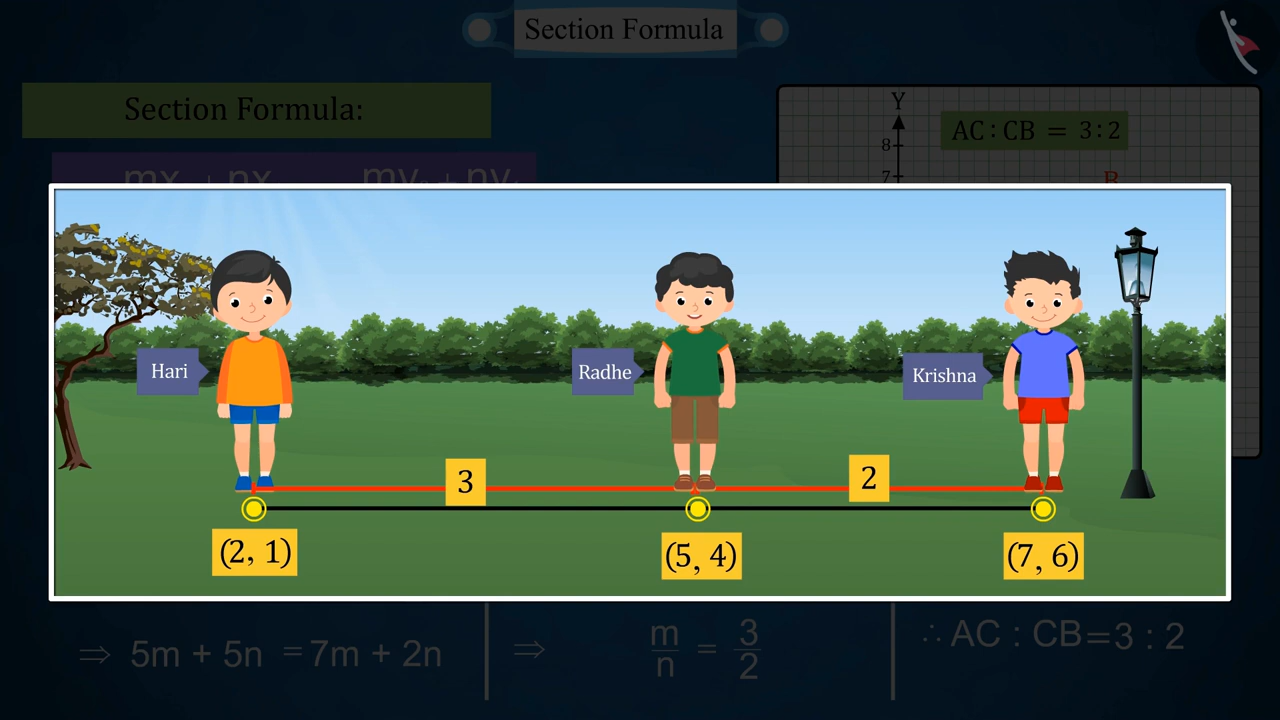 Section Formula
Section Formula:
Y
AC : CB = 3 : 2
8
7
B
Hari
Radhe
Krishna
3
2
(2, 1)
(5, 4)
(7, 6)
⇒ 5m + 5n = 7m + 2n
⇒ m/n = 3/2
∴ AC : CB = 3 : 2